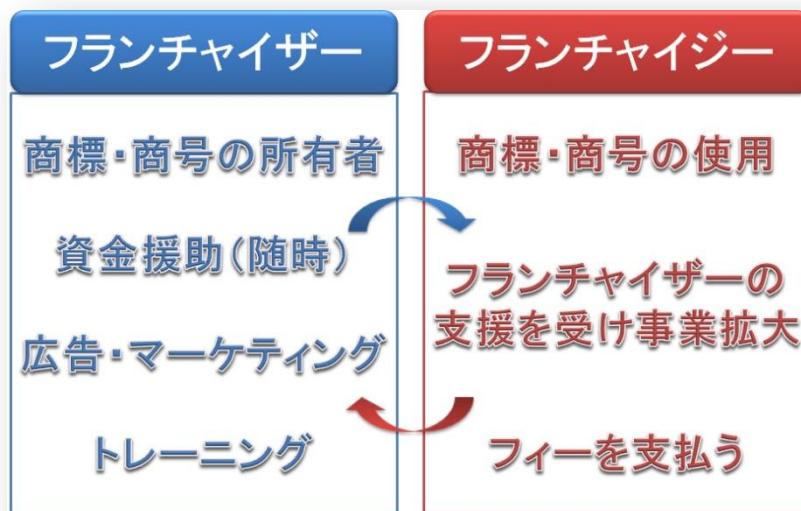 フランチャイザー
商標・商号の所有者
資金援助（随時）
広告・マーケティング
トレーニング
フランチャイジー
商標・商号の使用
フランチャイザーの
支援を受け事業拡大
フィーを支払う